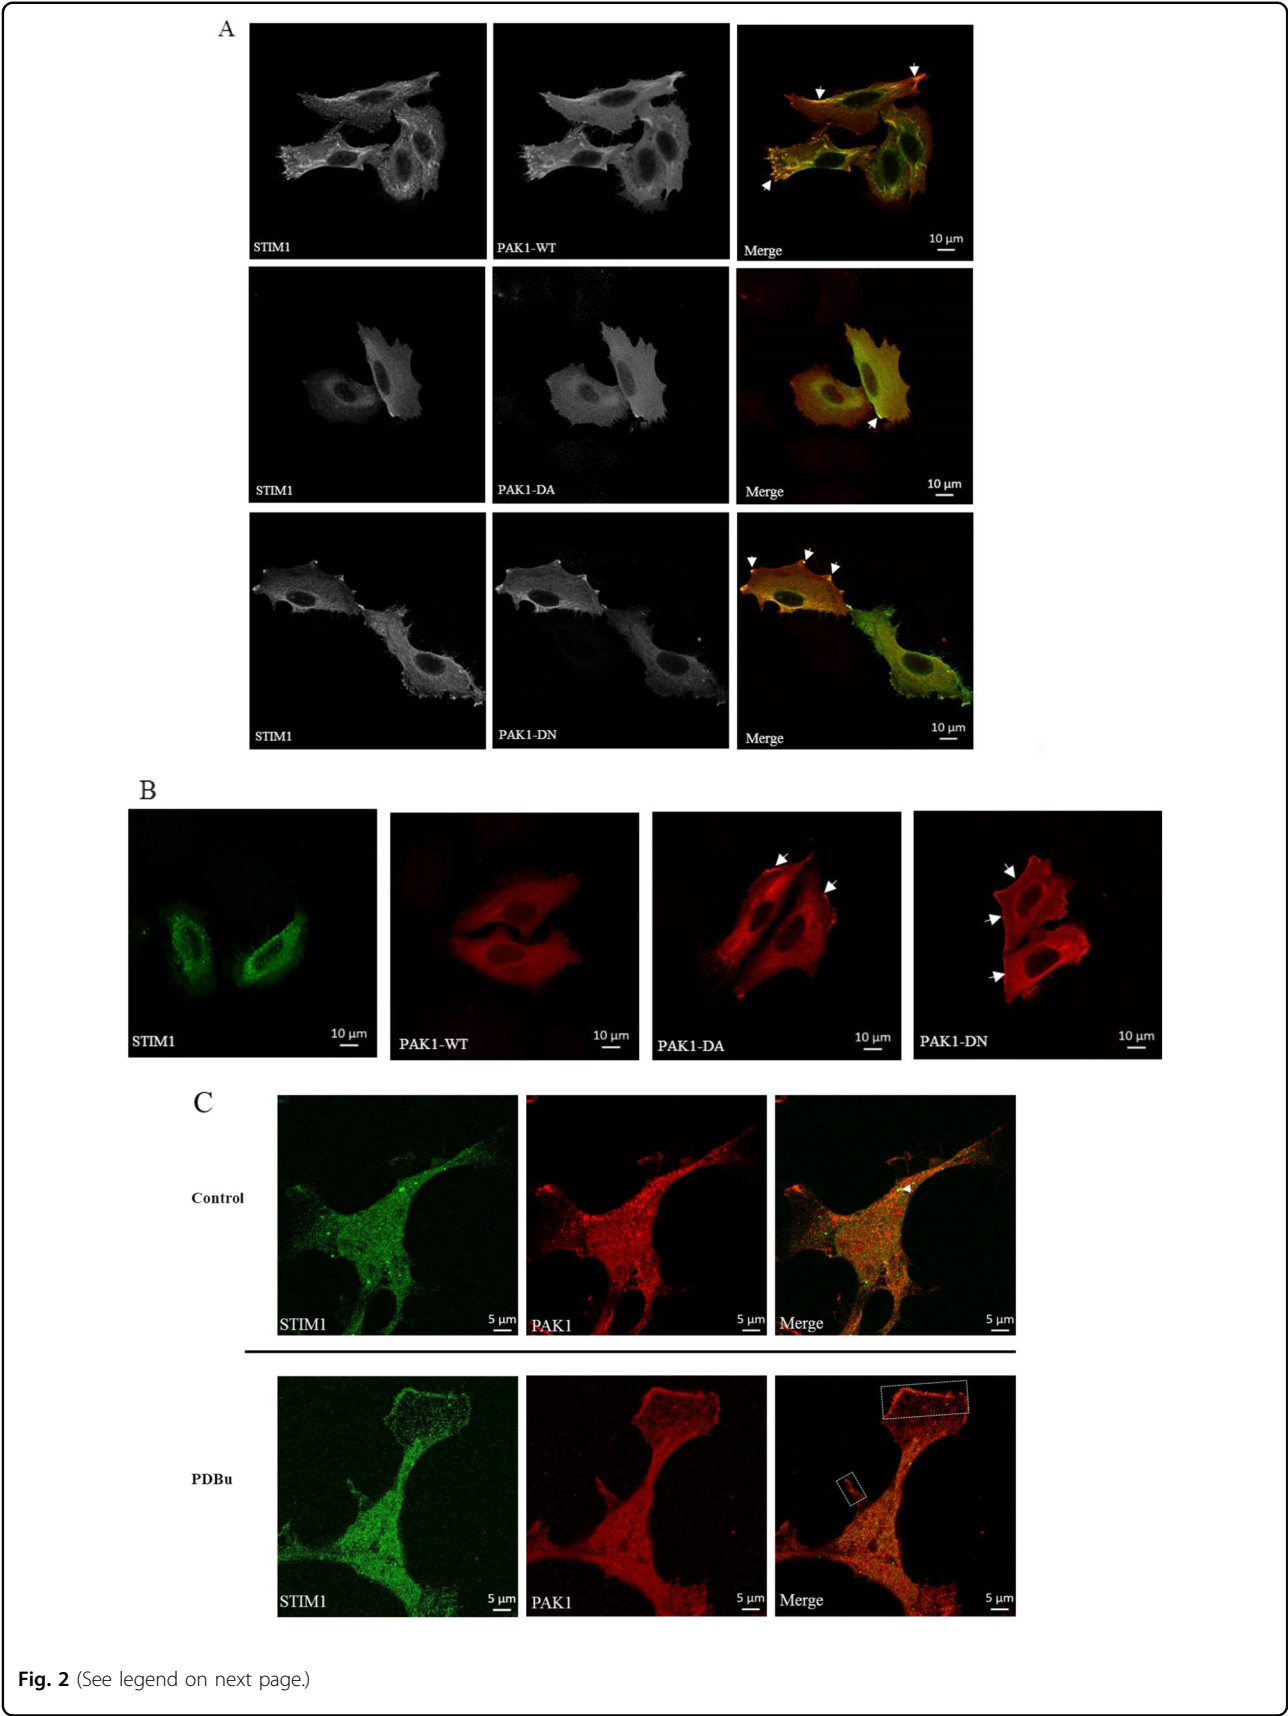 A
STIM1
PAK1-WT
Merge
10 µm
STIM1
PAK1-DA
Merge
10 µm
STIM1
PAK1-DN
Merge
10 µm
B
STIM1
10 µm
PAK1-WT
10 µm
PAK1-DA
10 µm
PAK1-DN
10 µm
C
Control
STIM1
5 µm
PAK1
5 µm
Merge
5 µm
PDBu
STIM1
5 µm
PAK1
5 µm
Merge
5 µm
Fig. 2 (See legend on next page.)